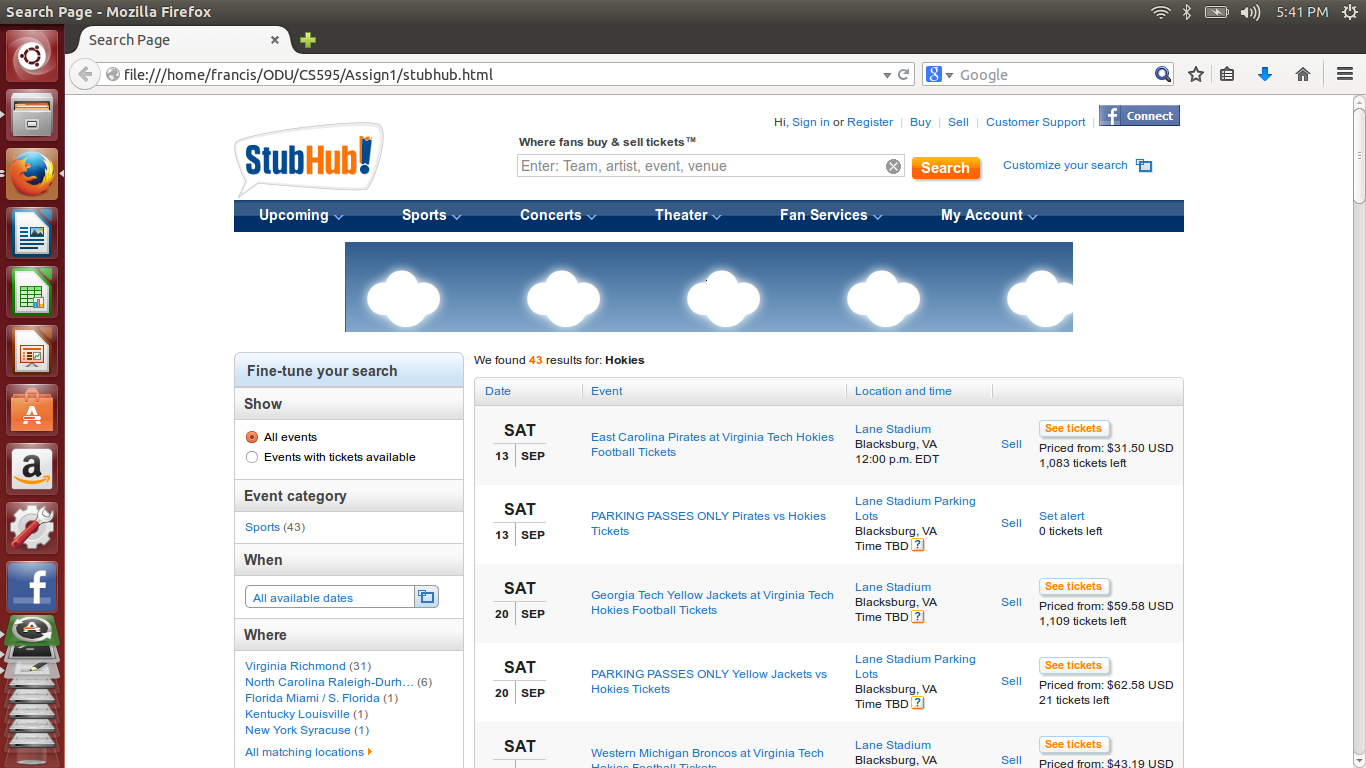 Search Page - Mozilla Firefox
5:41 PM
Search Page
file:///home/francis/ODU/CS595/Assign1/stubhub.html
Google
Hi, Sign in or Register | Buy | Sell | Customer Support |
f Connect
StubHub!
Where fans buy & sell tickets™
Enter: Team, artist, event, venue
Search
Customize your search
Upcoming
Sports
Concerts
Theater
Fan Services
My Account
Fine-tune your search
Show
All events
Events with tickets available
Event category
Sports (43)
When
All available dates
Where
Virginia Richmond (31)
North Carolina Raleigh-Durh... (6)
Florida Miami / S. Florida (1)
Kentucky Louisville (1)
New York Syracuse (1)
All matching locations
We found 43 results for: Hokies
Date
Event
Location and time
SAT
13 SEP
East Carolina Pirates at Virginia Tech Hokies
Football Tickets
Lane Stadium
Blacksburg, VA
12:00 p.m. EDT
Sell
See tickets
Priced from: $31.50 USD
1,083 tickets left
SAT
13 SEP
PARKING PASSES ONLY Pirates vs Hokies
Tickets
Lane Stadium Parking
Lots
Blacksburg, VA
Time TBD ?
Sell
Set alert
0 tickets left
SAT
20 SEP
Georgia Tech Yellow Jackets at Virginia Tech
Hokies Football Tickets
Lane Stadium
Blacksburg, VA
Time TBD ?
Sell
See tickets
Priced from: $59.58 USD
1,109 tickets left
SAT
20 SEP
PARKING PASSES ONLY Yellow Jackets vs
Hokies Tickets
Lane Stadium Parking
Lots
Blacksburg, VA
Time TBD ?
Sell
See tickets
Priced from: $62.58 USD
21 tickets left
SAT
Western Michigan Broncos at Virginia Tech
Hokies Football Tickets
Lane Stadium
Blacksburg, VA
Sell
See tickets
Priced from: $43.19 USD